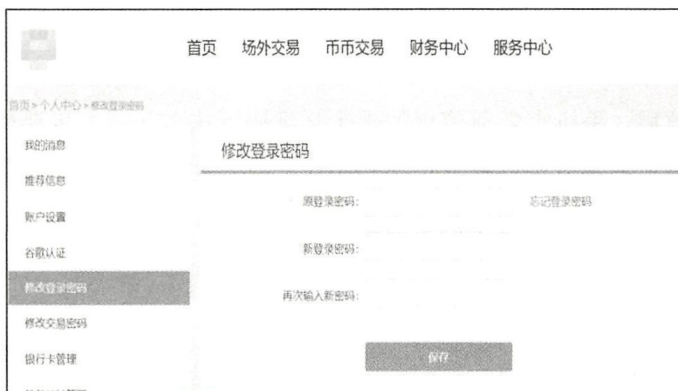 首页 场外交易 币币交易 财务中心 服务中心
首页>个人中心>修改登录密码
我的消息
推荐信息
账户设置
谷歌认证
修改登录密码
修改交易密码
银行卡管理
修改登录密码
原登录密码: 忘记登录密码
新登录密码:
再次输入新密码:
保存